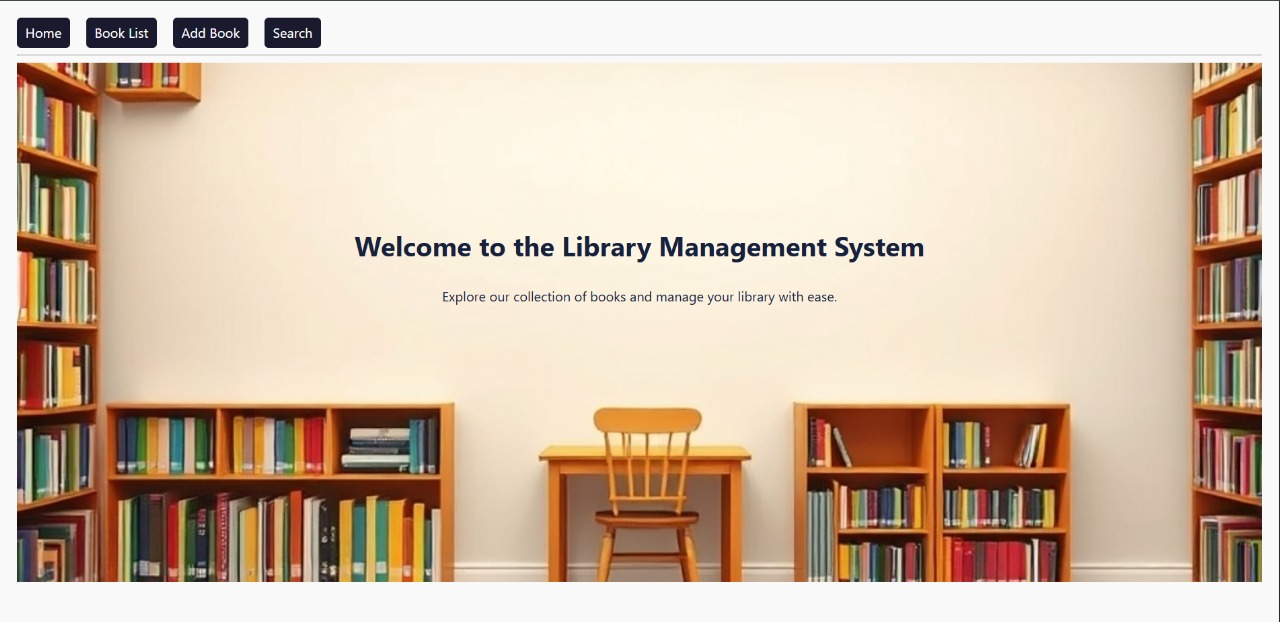 Home Book List Add Book Search
Welcome to the Library Management System
Explore our collection of books and manage your library with ease.